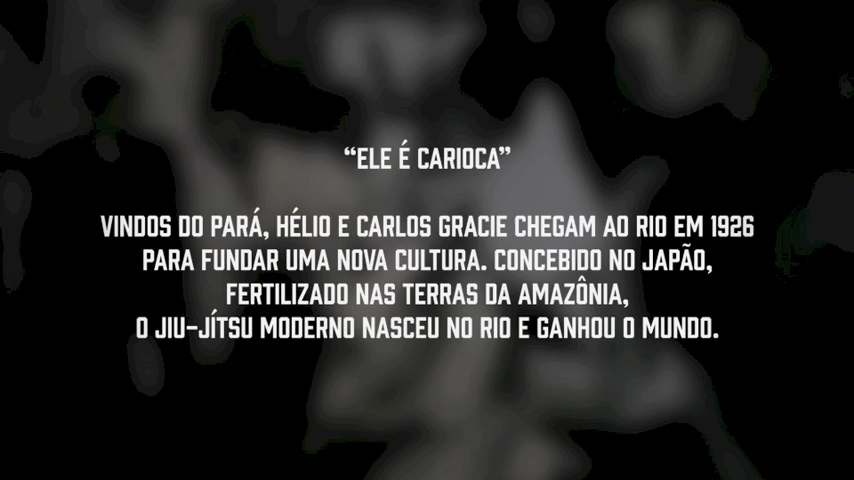 “ELE É CARIOCA”
VINDOS DO PARÁ, HÉLIO E CARLOS GRACIE CHEGAM AO RIO EM 1926
PARA FUNDAR UMA NOVA CULTURA. CONCEBIDO NO JAPÃO,
FERTILIZADO NAS TERRAS DA AMAZÔNIA,
O JIU-JÍTSU MODERNO NASCEU NO RIO E GANHOU O MUNDO.